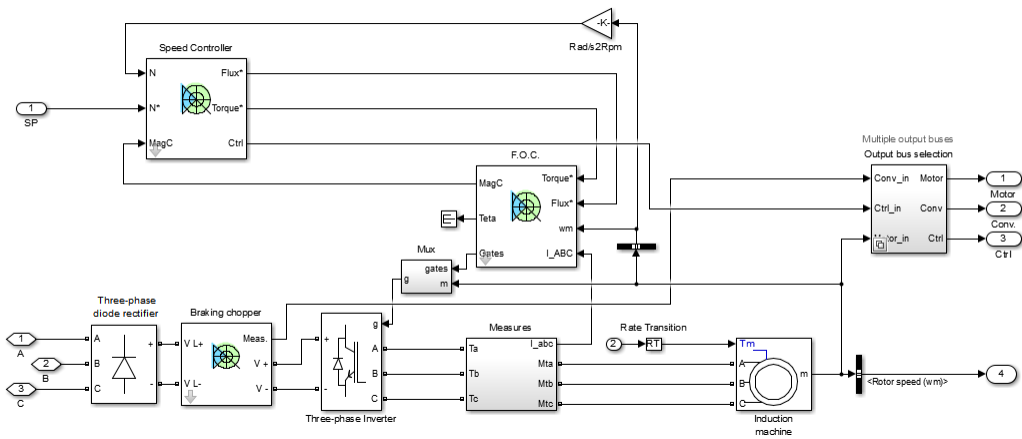 -K-
Rad/s2Rpm
Speed Controller
N
N*
MagC
Flux*
Torque*
Ctrl
1
SP
F.O.C.
MagC
Teta
Gates
Torque*
Flux*
wm
I_ABC
Multiple output buses
Output bus selection
Conv_in
Ctrl_in
Motor_in
Motor
Conv
Ctrl
1
Motor
2
Conv.
3
Ctrl
Mux
gates
m
g
Three-phase
diode rectifier
A
B
C
+
-
1
A
2
B
3
C
Braking chopper
V L+
V L-
Meas.
V +
V -
g
+
-
A
B
C
Three-phase Inverter
Measures
Ta
Tb
Tc
I_abc
Mta
Mtb
Mtc
Rate Transition
2
RT
Tm
A
B
C
m
Induction
machine
<Rotor speed (wm)>
4